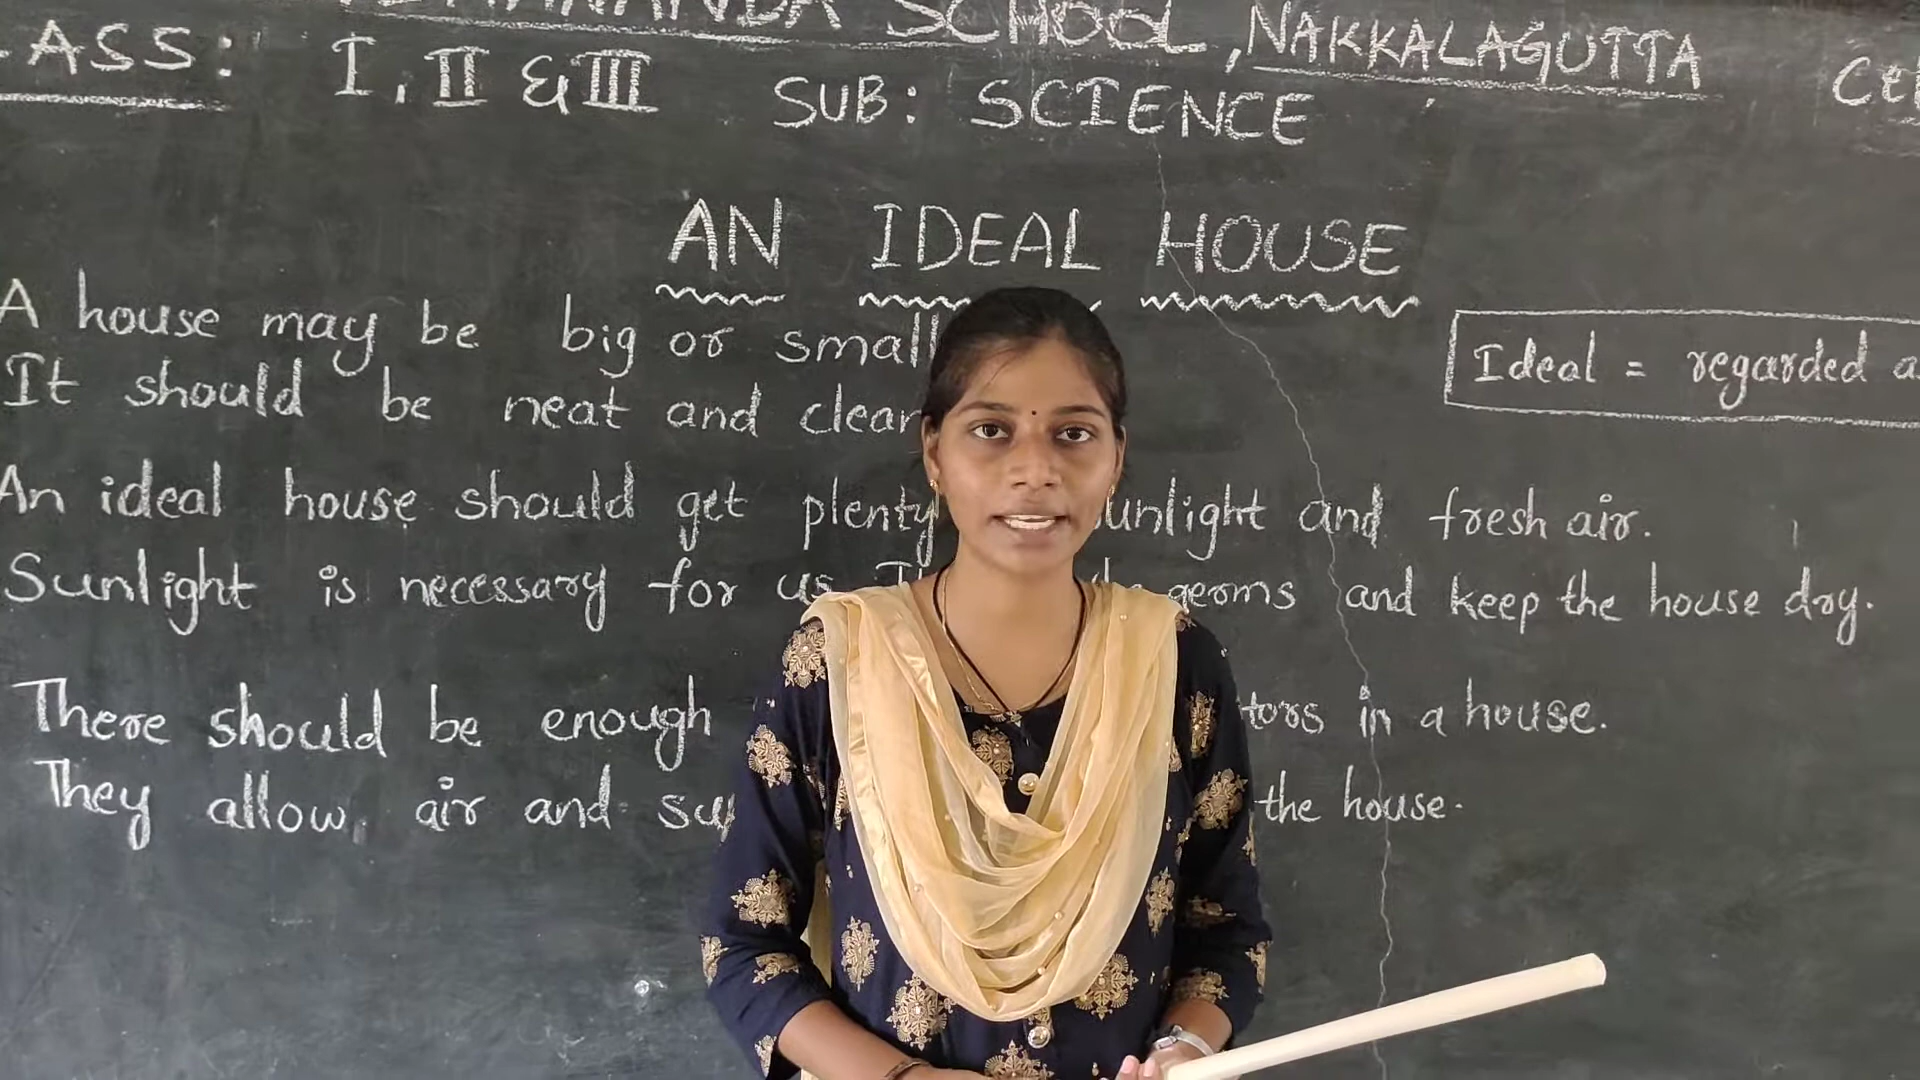 SCHOOL, NAKKALAGUTTA
CLASS: I, II & III
SUB: SCIENCE
AN IDEAL HOUSE
A house may be big or small
It should be neat and clean
Ideal = regarded as
An ideal house should get plenty sunlight and fresh air.
Sunlight is necessary for us. germs and keep the house dry.
There should be enough in a house.
They allow air and the house.